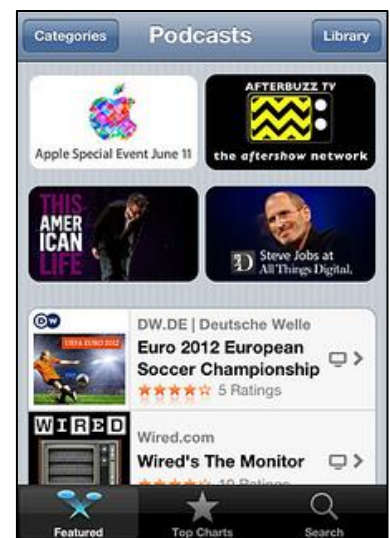 Categories
Podcasts
Library
Apple Special Event June 11
AFTERBUZZ TV
the aftershow network
THIS
AMER
ICAN
LIFE
D
Steve Jobs at
All Things Digital,
DW
UEFA EURO 2012
DW.DE | Deutsche Welle
Euro 2012 European
Soccer Championship
5 Ratings
WIRED
Wired.com
Wired's The Monitor
10 Ratings
Featured
Top Charts
Search